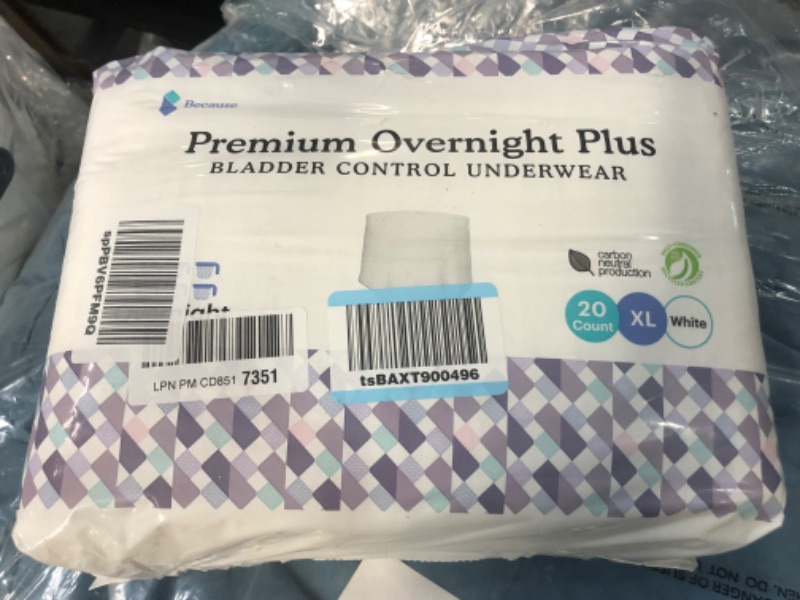 Because
Premium Overnight Plus
BLADDER CONTROL UNDERWEAR
spPBV6PFM9Q
carbon
neutral
production
20
Count
XL
White
LPN PM CD851 7351
tsBAXT900496